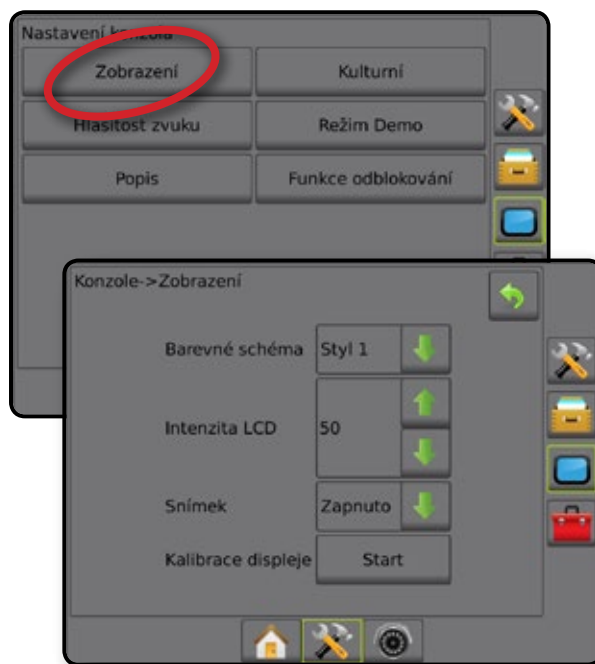 Nastavení konzola
Zobrazení Kulturní
Hlasitost zvuku Režim Demo
Popis Funkce odblokování
Konzole->Zobrazení
Barevné schéma Styl 1
Intenzita LCD 50
Snímek Zapnuto
Kalibrace displeje Start